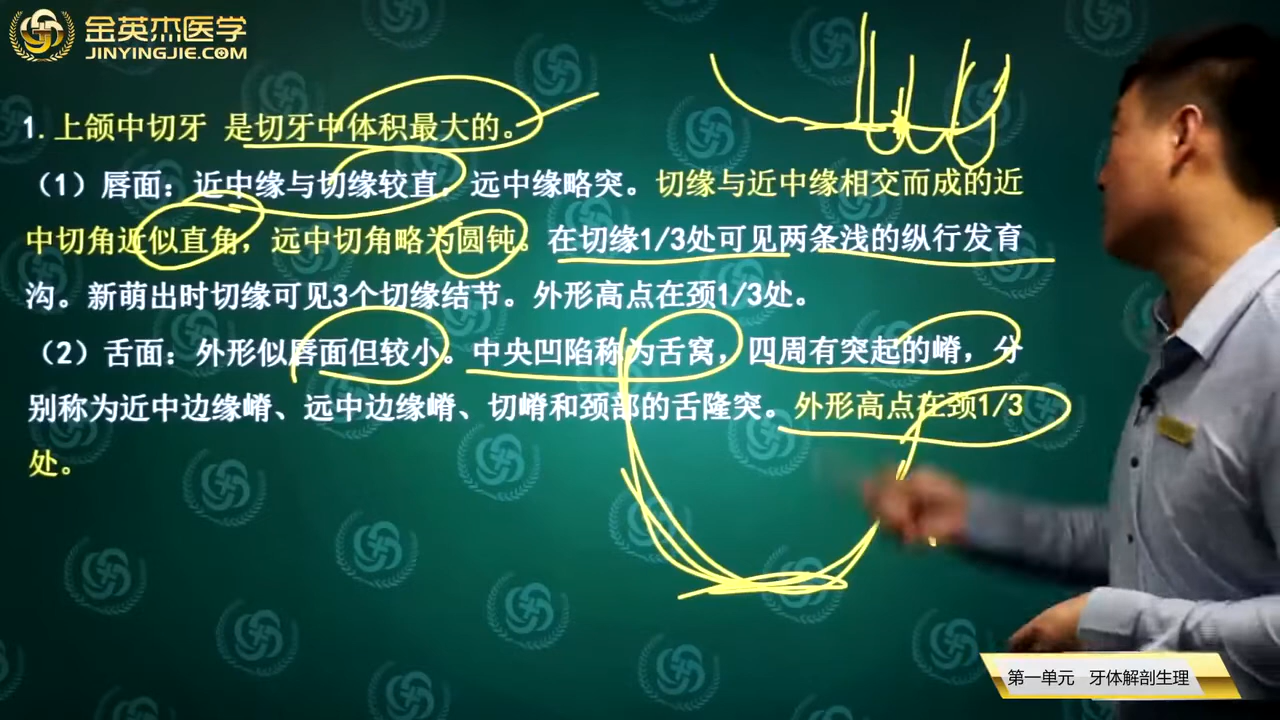 金英杰医学
JINYINGJIE.COM
1.上颌中切牙 是切牙中体积最大的。
（1）唇面：近中缘与切缘较直，远中缘略突。切缘与近中缘相交而成的近
中切角近似直角，远中切角略为圆钝。在切缘1/3处可见两条浅的纵行发育
沟。新萌出时切缘可见3个切缘结节。外形高点在颈1/3处。
（2）舌面：外形似唇面但较小。中央凹陷称为舌窝，四周有突起的嵴，分
别称为近中边缘嵴、远中边缘嵴、切嵴和颈部的舌隆突。外形高点在颈1/3
处。
第一单元 牙体解剖生理